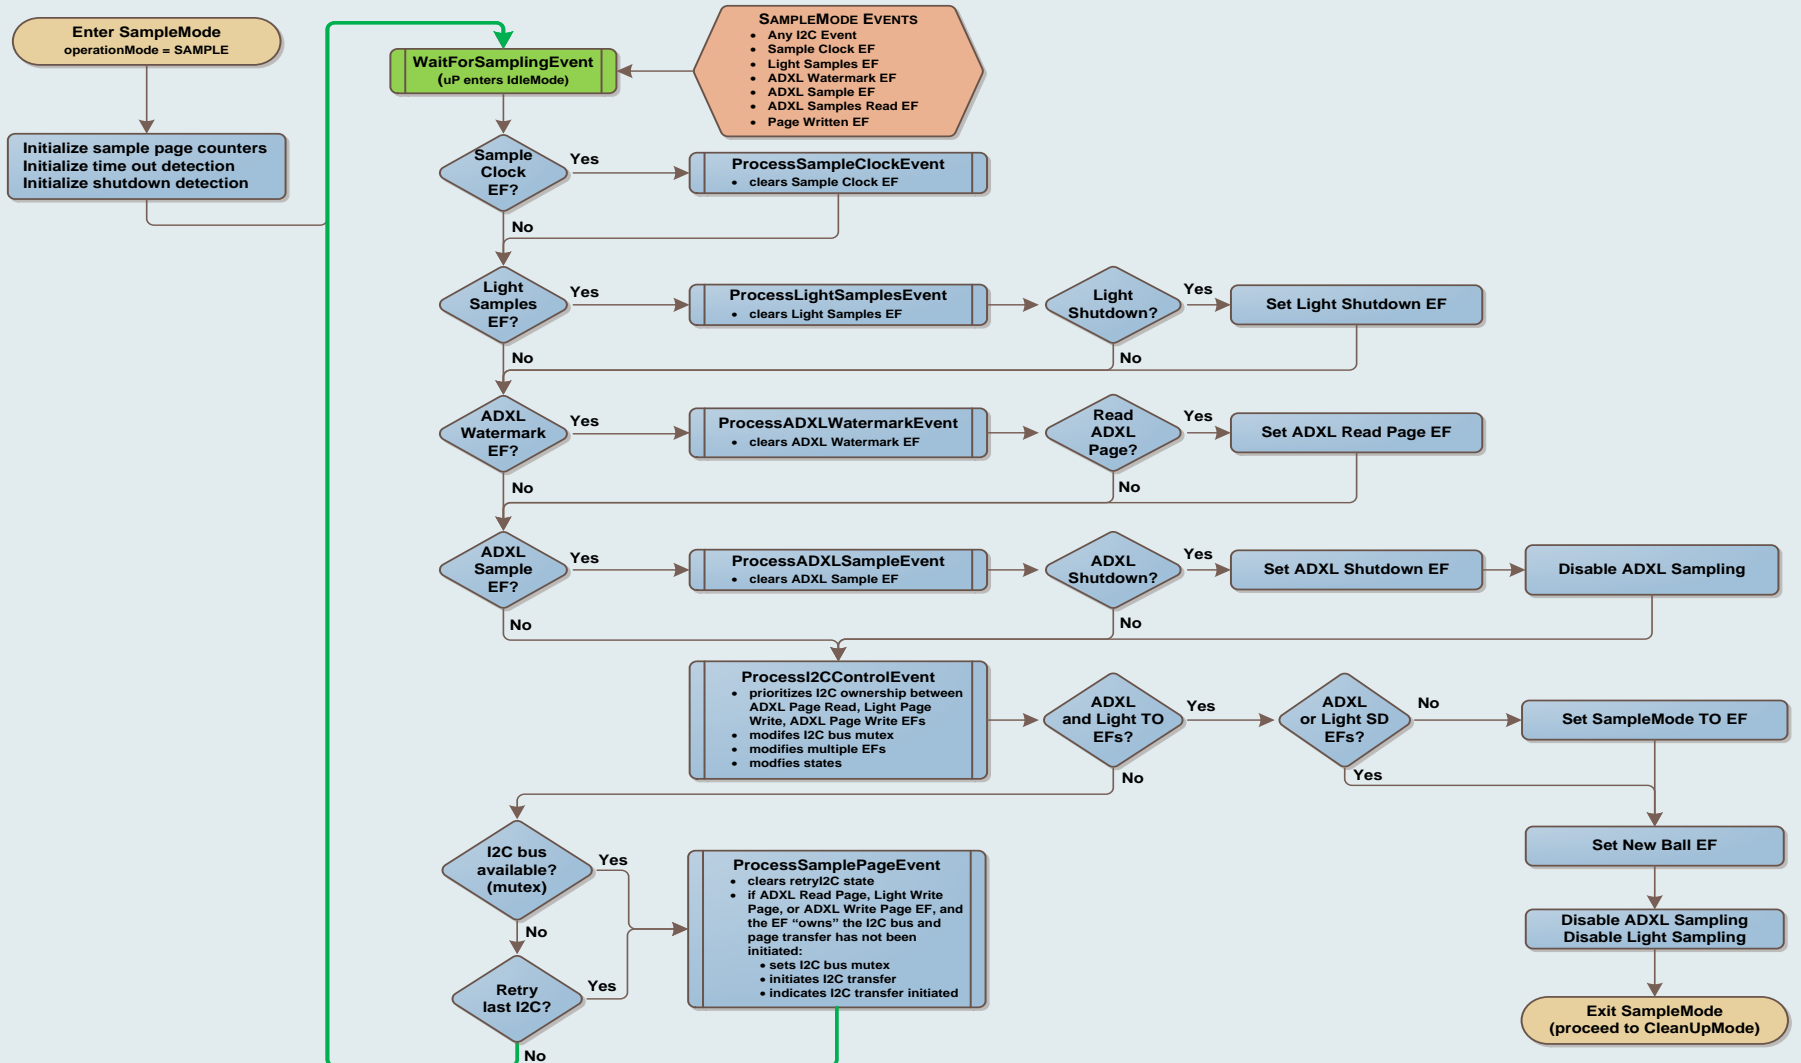 Enter SampleMode
operationMode = SAMPLE
Initialize sample page counters
Initialize time out detection
Initialize shutdown detection
WaitForSamplingEvent
(uP enters IdleMode)
SAMPLEMODE EVENTS
• Any I2C Event
• Sample Clock EF
• Light Samples EF
• ADXL Watermark EF
• ADXL Sample EF
• ADXL Samples Read EF
• Page Written EF
Sample
Clock
EF?
Yes
No
ProcessSampleClockEvent
• clears Sample Clock EF
Light
Samples
EF?
Yes
No
ProcessLightSamplesEvent
• clears Light Samples EF
Light
Shutdown?
Yes
No
Set Light Shutdown EF
ADXL
Watermark
EF?
Yes
No
ProcessADXLWatermarkEvent
• clears ADXL Watermark EF
Read
ADXL
Page?
Yes
No
Set ADXL Read Page EF
ADXL
Sample
EF?
Yes
No
ProcessADXLSampleEvent
• clears ADXL Sample EF
ADXL
Shutdown?
Yes
No
Set ADXL Shutdown EF
Disable ADXL Sampling
ProcessI2CControlEvent
• prioritizes I2C ownership between
ADXL Page Read, Light Page
Write, ADXL Page Write EFs
• modifes I2C bus mutex
• modifies multiple EFs
• modfies states
ADXL
and Light TO
EFs?
Yes
No
ADXL
or Light SD
EFs?
No
Yes
Set SampleMode TO EF
Set New Ball EF
Disable ADXL Sampling
Disable Light Sampling
Exit SampleMode
(proceed to CleanUpMode)
I2C bus
available?
(mutex)
Yes
No
Retry
last I2C?
Yes
No
ProcessSamplePageEvent
• clears retryI2C state
• if ADXL Read Page, Light Write
Page, or ADXL Write Page EF, and
the EF “owns” the I2C bus and
page transfer has not been
initiated:
• sets I2C bus mutex
• initiates I2C transfer
• indicates I2C transfer initiated